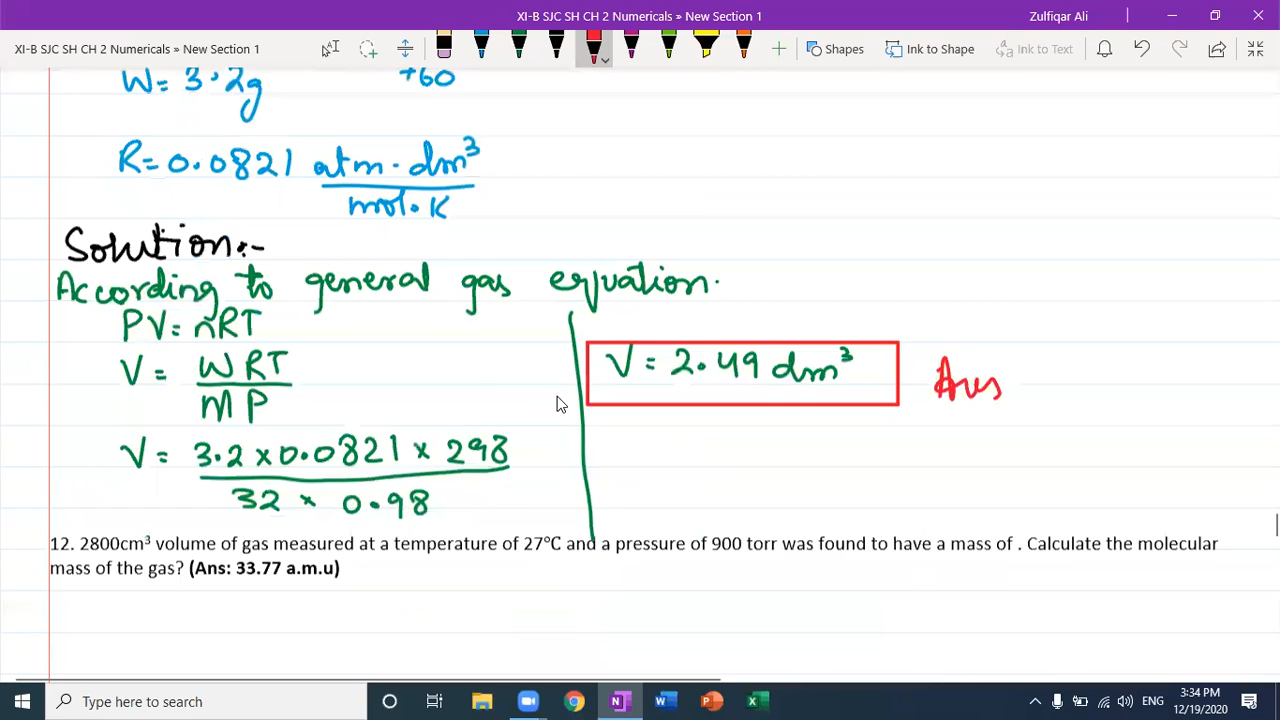 XI-B SJC SH CH 2 Numericals » New Section 1
Zulfiqar Ali
XI-B SJC SH CH 2 Numericals » New Section 1
Shapes
Ink to Shape
Ink to Text
W= 3.2g
R= 0.0821 atm. dm³
mol. K
Solution:-
According to general gas equation.
PV= nRT
V= WRT
MP
V= 3.2 x 0.0821 x 298
32 x 0.98
V= 2.49 dm³
Ans
12. 2800cm³ volume of gas measured at a temperature of 27°C and a pressure of 900 torr was found to have a mass of . Calculate the molecular
mass of the gas? (Ans: 33.77 a.m.u)
Type here to search
ENG
3:34 PM
12/19/2020